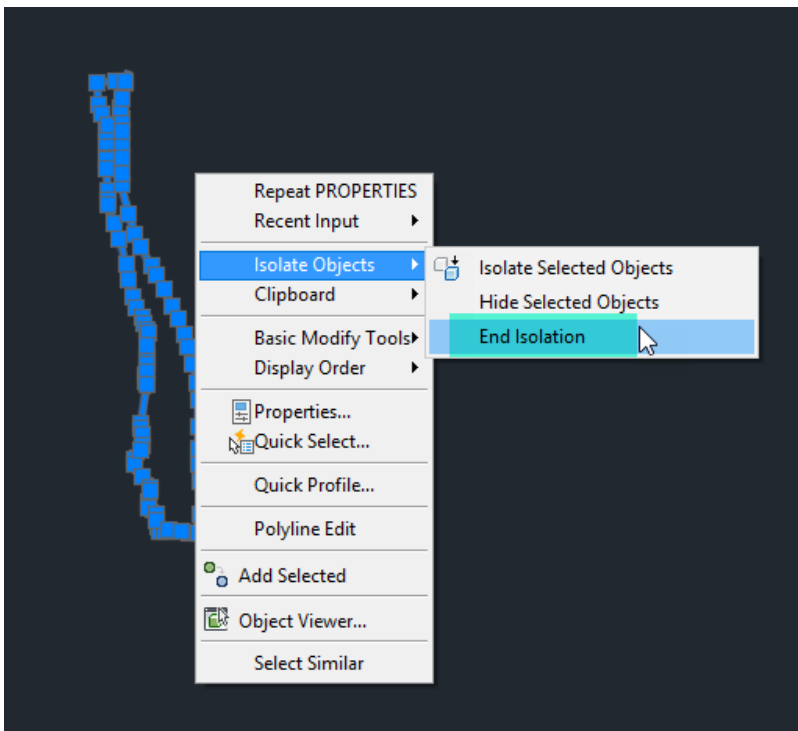 Repeat PROPERTIES
Recent Input
Isolate Objects
Clipboard
Basic Modify Tools
Display Order
Properties...
Quick Select...
Quick Profile...
Polyline Edit
Add Selected
Object Viewer...
Select Similar
Isolate Selected Objects
Hide Selected Objects
End Isolation